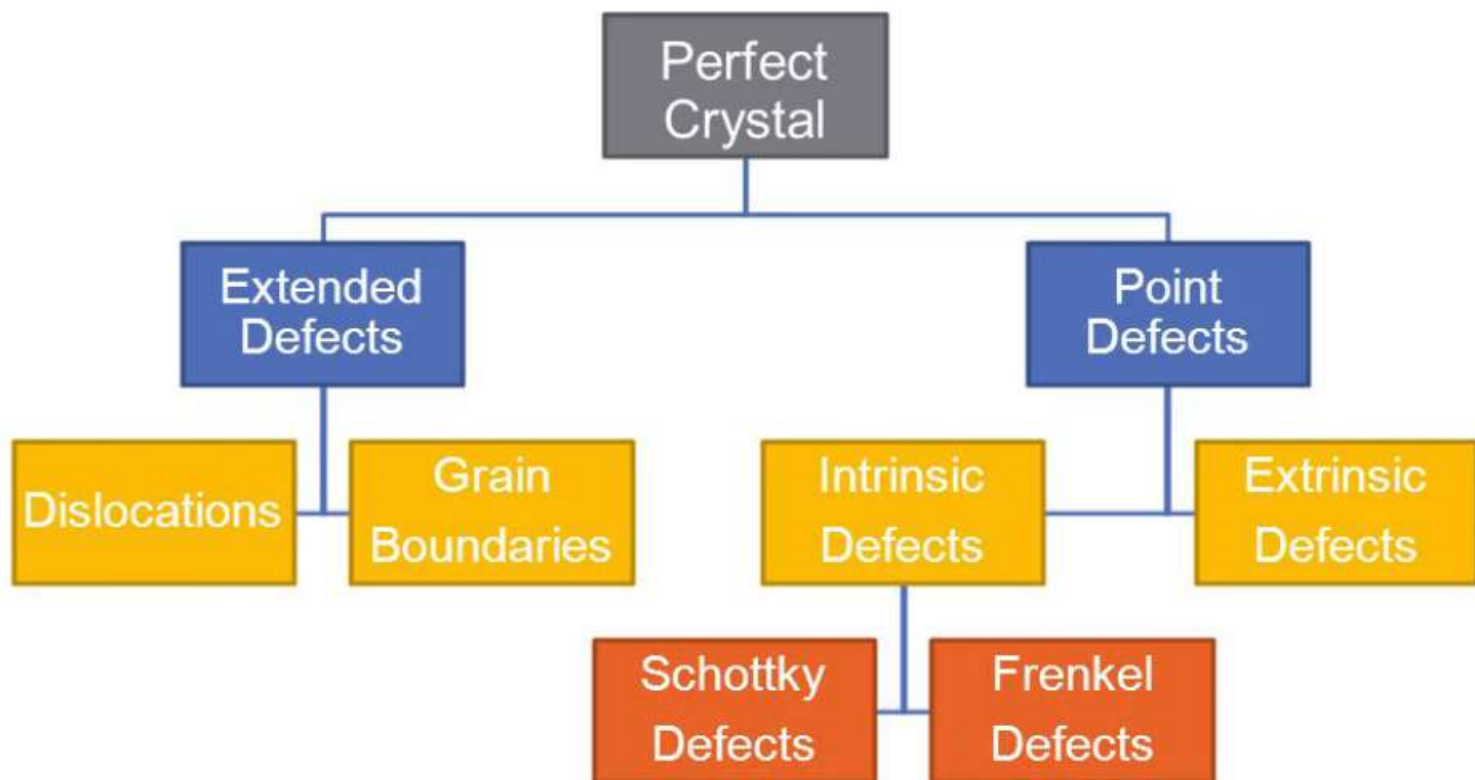 Perfect
Crystal
Extended
Defects
Point
Defects
Dislocations
Grain
Boundaries
Intrinsic
Defects
Extrinsic
Defects
Schottky
Defects
Frenkel
Defects